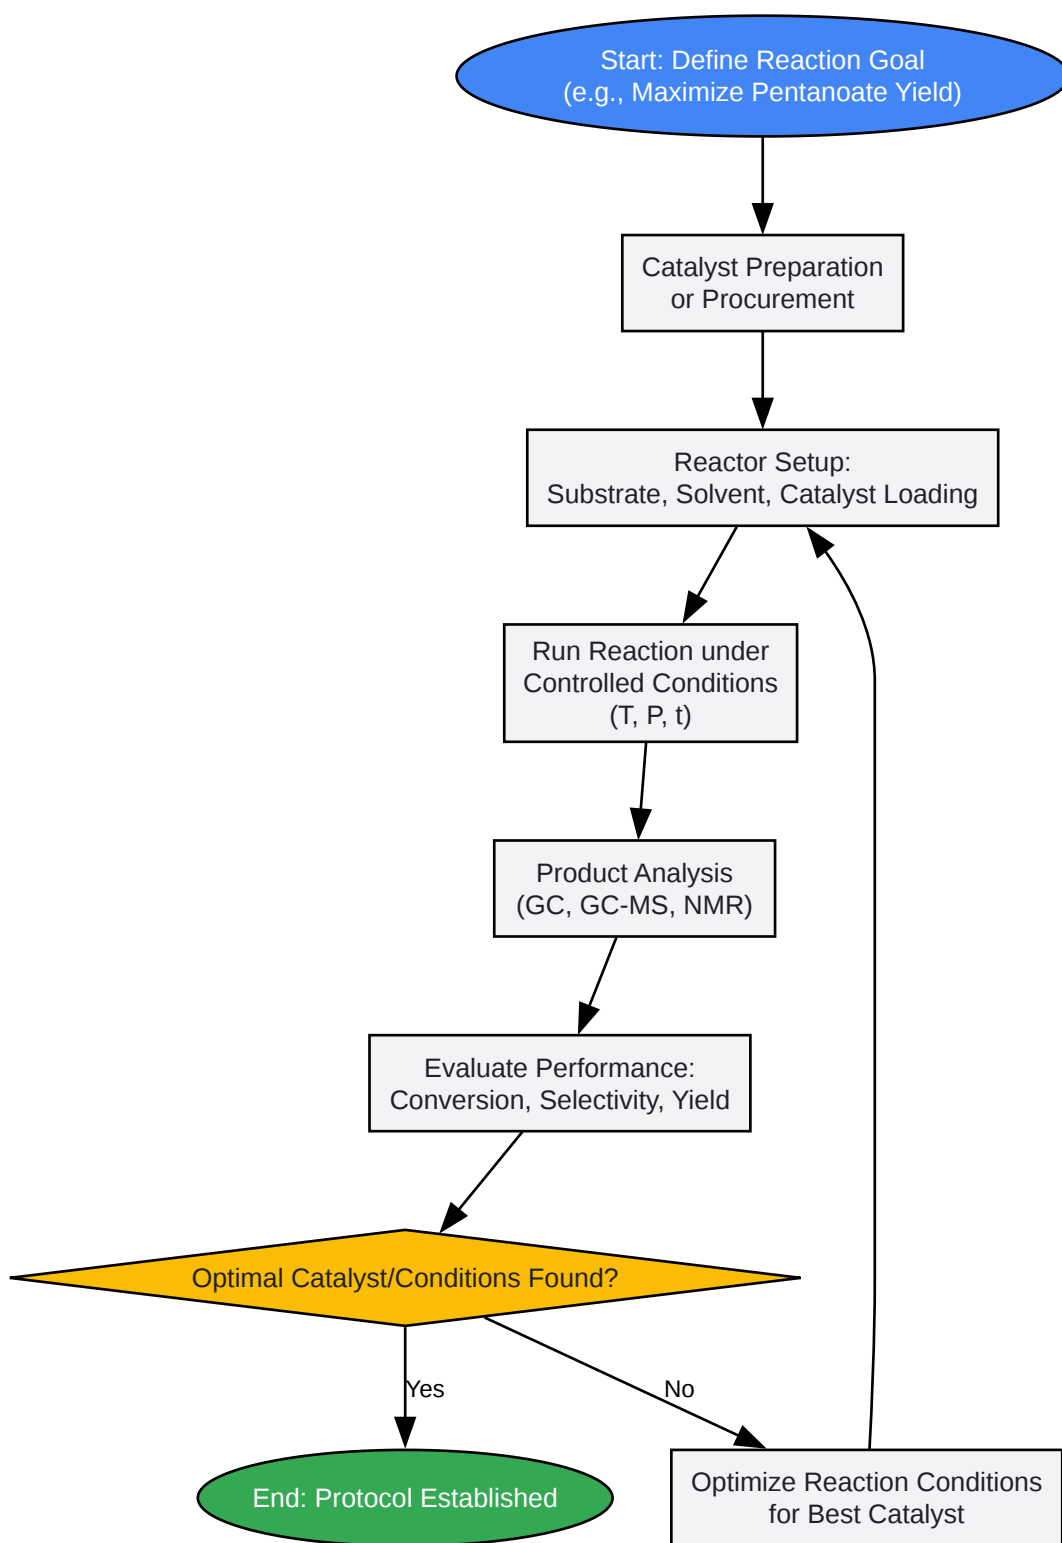 Start: Define Reaction Goal
(e.g., Maximize Pentanoate Yield)
Catalyst Preparation
or Procurement
Reactor Setup:
Substrate, Solvent, Catalyst Loading
Run Reaction under
Controlled Conditions
(T, P, t)
Product Analysis
(GC, GC-MS, NMR)
Evaluate Performance:
Conversion, Selectivity, Yield
Optimal Catalyst/Conditions Found?
Yes
No
End: Protocol Established
Optimize Reaction Conditions
for Best Catalyst